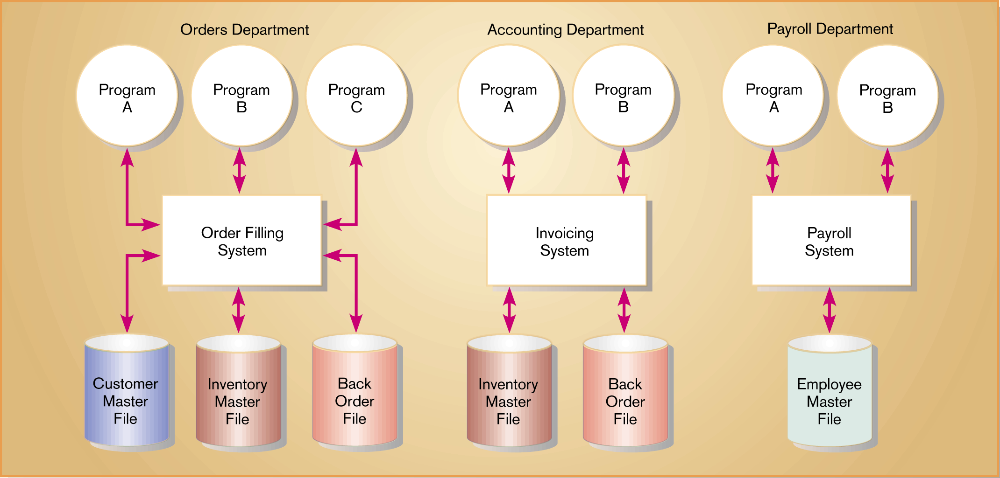 Orders Department
Accounting Department
Payroll Department
Program
A
Program
B
Program
C
Program
A
Program
B
Program
A
Program
B
Order Filling
System
Invoicing
System
Payroll
System
Customer
Master
File
Inventory
Master
File
Back
Order
File
Inventory
Master
File
Back
Order
File
Employee
Master
File